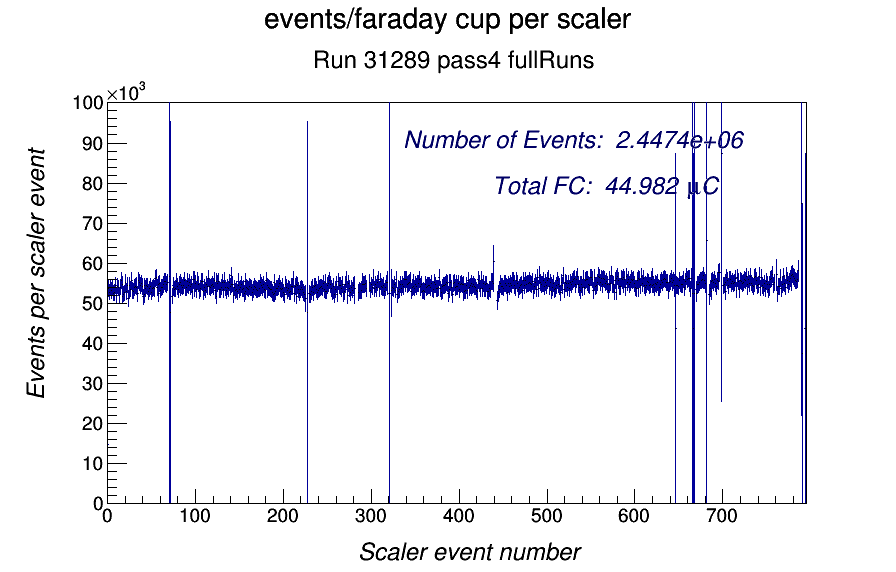 events/faraday cup per scaler
Run 31289 pass4 fullRuns
×10³
100
90
80
70
60
50
40
30
20
10
0
Number of Events: 2.4474e+06
Total FC: 44.982 μC
Events per scaler event
0 100 200 300 400 500 600 700
Scaler event number